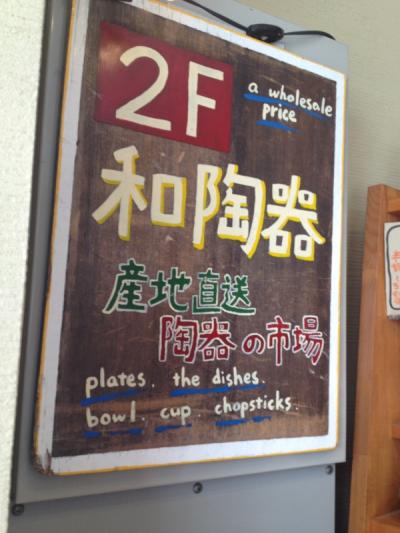 2F
a wholesale
price
和陶器
産地直送
陶器の市場
plates. the dishes.
bowl. cup. chopsticks.